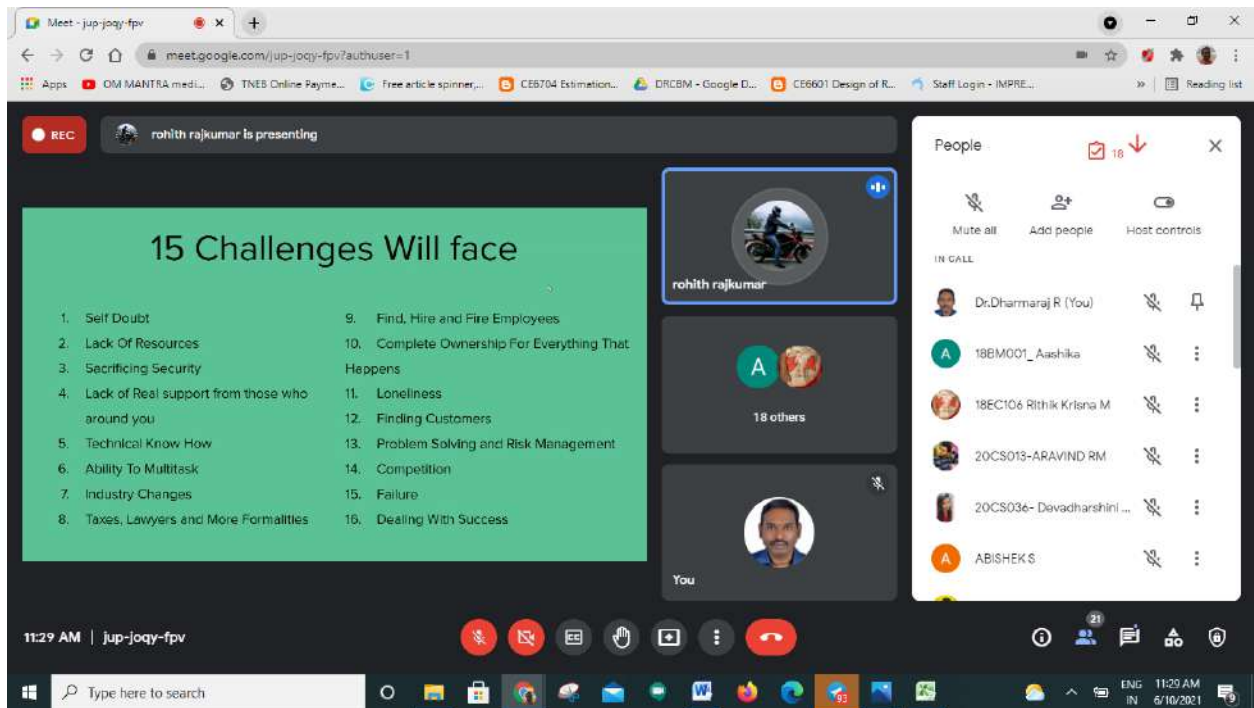 Meet - jup-joqy-fpv
meet.google.com/jup-joqy-fpv?authuser=1
Apps OM MANTRA medi... TNEB Online Payme... Free article spinner,... CE6704 Estimation... DRCBM - Google D... CE6601 Design of R... Staff Login - IMPRE... » Reading list
REC rohith rajkumar is presenting
15 Challenges Will face
1. Self Doubt
2. Lack Of Resources
3. Sacrificing Security
4. Lack of Real support from those who
around you
5. Technical Know How
6. Ability To Multitask
7. Industry Changes
8. Taxes, Lawyers and More Formalities
9. Find, Hire and Fire Employees
10. Complete Ownership For Everything That
Happens
11. Loneliness
12. Finding Customers
13. Problem Solving and Risk Management
14. Competition
15. Failure
16. Dealing With Success
rohith rajkumar
A
18 others
You
People 18
Mute all Add people Host controls
IN CALL
Dr.Dharmaraj R (You)
A 18BM001_ Aashika
18EC106 Rithik Krisna M
20CS013-ARAVIND RM
20CS036- Devadharshini ...
A ABISHEK S
11:29 AM | jup-joqy-fpv
21
Type here to search
93
ENG 11:29 AM
IN 6/10/2021